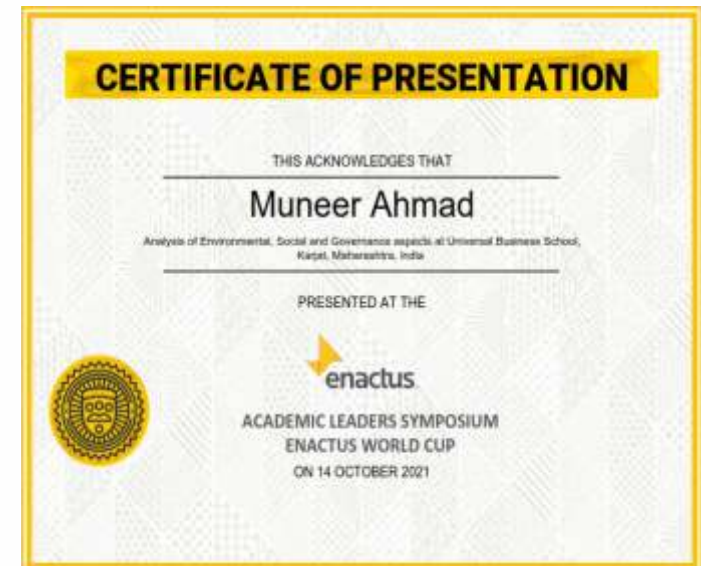 CERTIFICATE OF PRESENTATION
THIS ACKNOWLEDGES THAT
Muneer Ahmad
Analysis of Environmental, Social and Governance aspects at Universal Business School,
Karjat, Maharashtra, India
PRESENTED AT THE
enactus
ACADEMIC LEADERS SYMPOSIUM
ENACTUS WORLD CUP
ON 14 OCTOBER 2021